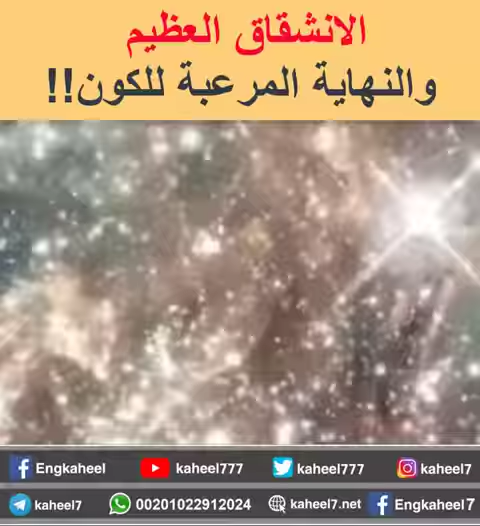 الانشقاق العظيم
والنهاية المرعبة للكون!!
Engkaheel kaheel777 kaheel777 kaheel7
kaheel7 00201022912024 kaheel7.net Engkaheel7